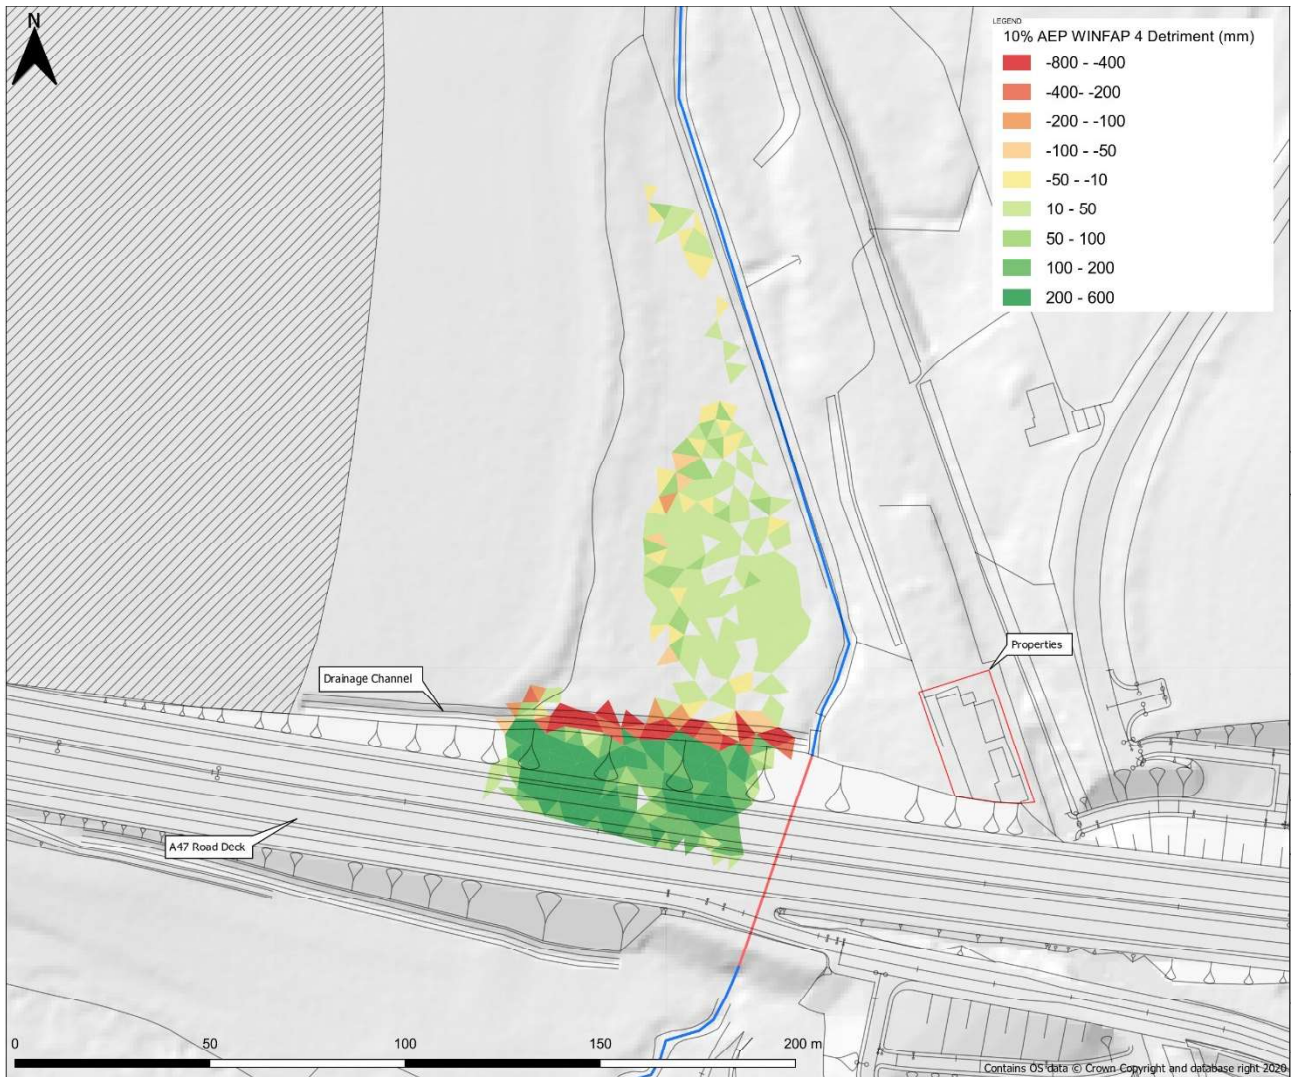 N
LEGEND
10% AEP WINFAP 4 Detriment (mm)
-800 - -400
-400- -200
-200 - -100
-100 - -50
-50 - -10
10 - 50
50 - 100
100 - 200
200 - 600
Properties
Drainage Channel
A47 Road Deck
0 50 100 150 200 m
Contains OS data © Crown Copyright and database right 2020